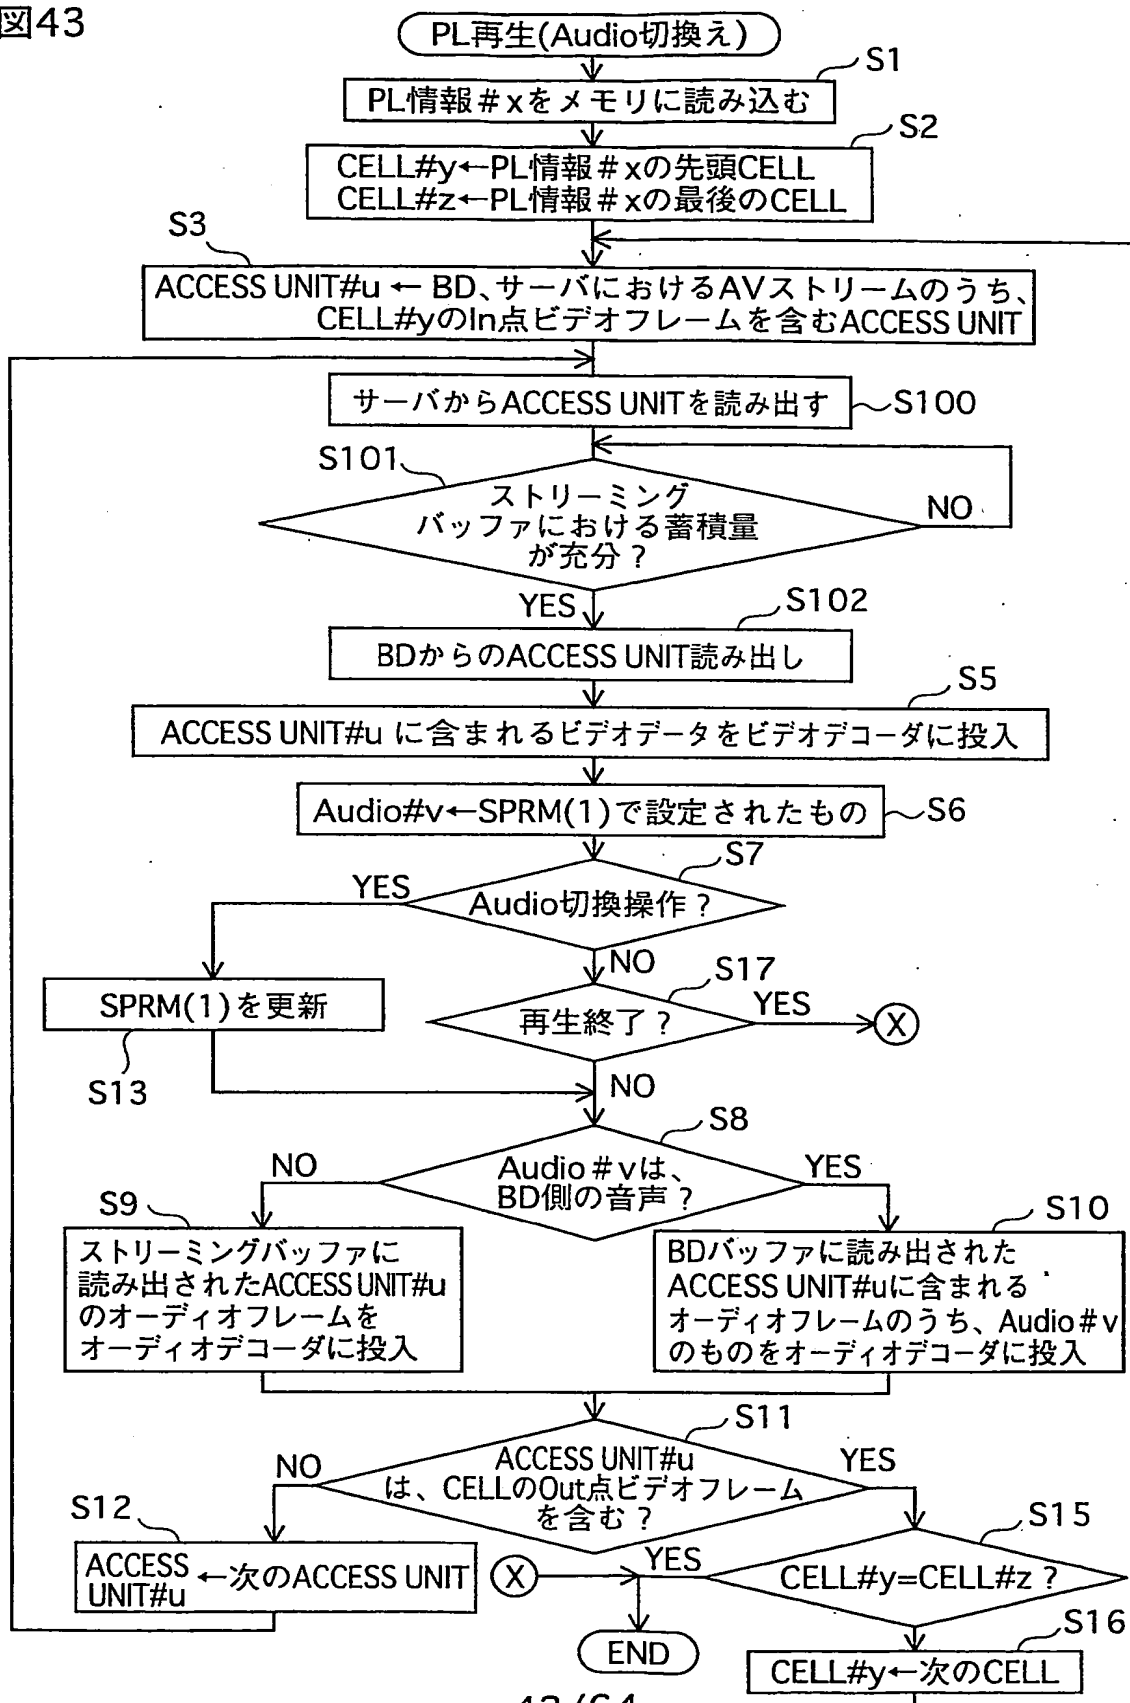 図43
PL再生(Audio切換え)
S1
PL情報#xをメモリに読み込む
S2
CELL#y←PL情報#xの先頭CELL
CELL#z←PL情報#xの最後のCELL
S3
ACCESS UNIT#u ← BD、サーバにおけるAVストリームのうち、
CELL#yのIn点ビデオフレームを含むACCESS UNIT
サーバからACCESS UNITを読み出す
S100
S101
ストリーミング
バッファにおける蓄積量
が充分?
NO
YES
S102
BDからのACCESS UNIT読み出し
S5
ACCESS UNIT#u に含まれるビデオデータをビデオデコーダに投入
Audio#v←SPRM(1)で設定されたもの
S6
S7
YES
Audio切換操作?
NO
S17
SPRM(1)を更新
再生終了?
YES
X
S13
NO
S8
NO
Audio#vは、
BD側の音声?
YES
S9
ストリーミングバッファに
読み出されたACCESS UNIT#u
のオーディオフレームを
オーディオデコーダに投入
S10
BDバッファに読み出された
ACCESS UNIT#uに含まれる
オーディオフレームのうち、Audio#v
のものをオーディオデコーダに投入
S11
NO
ACCESS UNIT#u
は、CELLのOut点ビデオフレーム
を含む?
YES
S12
ACCESS
UNIT#u
←次のACCESS UNIT
X
YES
S15
CELL#y=CELL#z?
END
S16
CELL#y←次のCELL